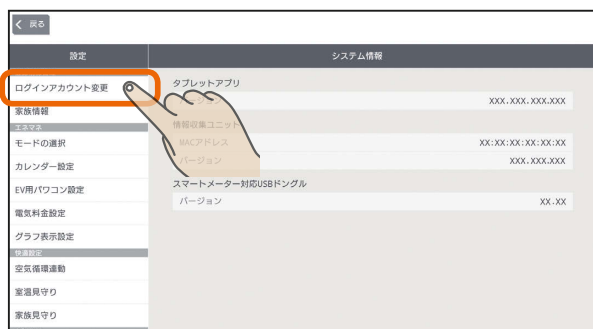 戻る
設定
システム情報
ログインアカウント変更
家族情報
エネマネ
モードの選択
カレンダー設定
EV用パワコン設定
電気料金設定
グラフ表示設定
快適設定
空気循環連動
室温見守り
家族見守り
タブレットアプリ
バージョン XXX.XXX.XXX.XXX
情報収集ユニット
MACアドレス XX:XX:XX:XX:XX:XX
バージョン XXX.XXX.XXX
スマートメーター対応USBドングル
バージョン XX.XX